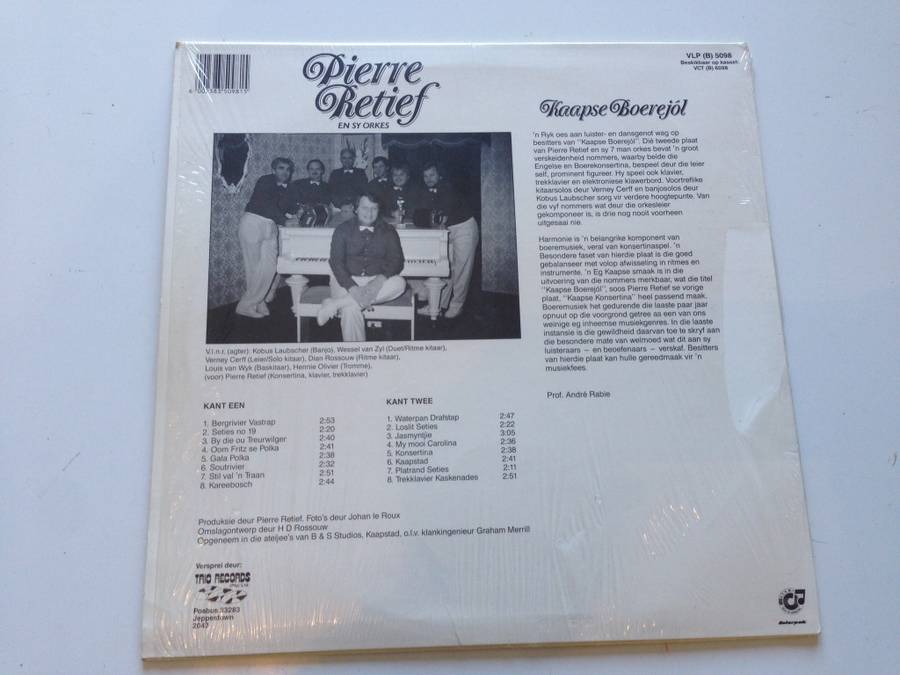 VLP (B) 5098
Beskikbaar op kasset:
VCT (B) 5098
Pierre
Retief
EN SY ORKES
Kaapse Boerejól
'n Ryk oes aan luister- en dansgenot wag op
besitters van "Kaapse Boerejól". Dié tweede plaat
van Pierre Retief en sy 7 man orkes bevat 'n groot
verskeidenheid nommers, waarby beide die
Engelse en Boerekonsertina, bespeel deur die leier
self, prominent figureer. Hy speel ook klavier,
trekklavier en elektroniese klawerbord. Voortreflike
kitaarsolos deur Verney Cerff en banjosolos deur
Kobus Laubscher sorg vir verdere hoogtepunte. Van
die vyf nommers wat deur die orkesleier
gekomponeer is, is drie nog nooit voorheen
uitgesaai nie.
Harmonie is 'n belangrike komponent van
boeremusiek, veral van konsertinaspel. 'n
Besondere faset van hierdie plaat is die goed
gebalanseer met volop afwisseling in ritmes en
instrumente. 'n Eg Kaapse smaak is in die
uitvoering van die nommers merkbaar, wat die titel
"Kaapse Boerejól", soos Pierre Retief se vorige
plaat, "Kaapse Konsertina" heel passend maak.
Boeremusiek het gedurende die laaste paar jaar
opnuut op die voorgrond getree as een van ons
weinige eg inheemse musiekgenres. In die laaste
instansie is die gewildheid daarvan toe te skryf aan
die besondere mate van welmoed wat dit aan sy
luisteraars – en beoefenaars – verskaf. Besitters
van hierdie plaat kan hulle gereedmaak vir 'n
musiekfees.
Prof. André Rabie
V.l.n.r. (agter): Kobus Laubscher (Banjo), Wessel van Zyl (Duet/Ritme kitaar),
Verney Cerff (Leier/Solo kitaar), Dian Rossouw (Ritme kitaar),
Louis van Wyk (Baskitaar), Hennie Olivier (Tromme),
(voor) Pierre Retief (Konsertina, klavier, trekklavier)
KANT EEN
1. Bergrivier Vastrap 2:53
2. Seties no 19 2:20
3. By die ou Treurwilger 2:40
4. Oom Fritz se Polka 2:41
5. Gala Polka 2:38
6. Soutrivier 2:32
7. Stil val 'n Traan 2:51
8. Kareebosch 2:44
KANT TWEE
1. Waterpan Drafstap 2:47
2. Loslit Seties 2:22
3. Jasmyntjie 3:05
4. My mooi Carolina 2:36
5. Konsertina 2:38
6. Kaapstad 2:41
7. Platrand Seties 2:11
8. Trekklavier Kaskenades 2:51
Produksie deur Pierre Retief. Foto's deur Johan le Roux
Omslagontwerp deur H D Rossouw
Opgeneem in die ateljee's van B & S Studios, Kaapstad, o.l.v. klankingenieur Graham Merrill
Versprei deur:
TRIO RECORDS
Posbus 33283
Jeppestown
2043
Interpak